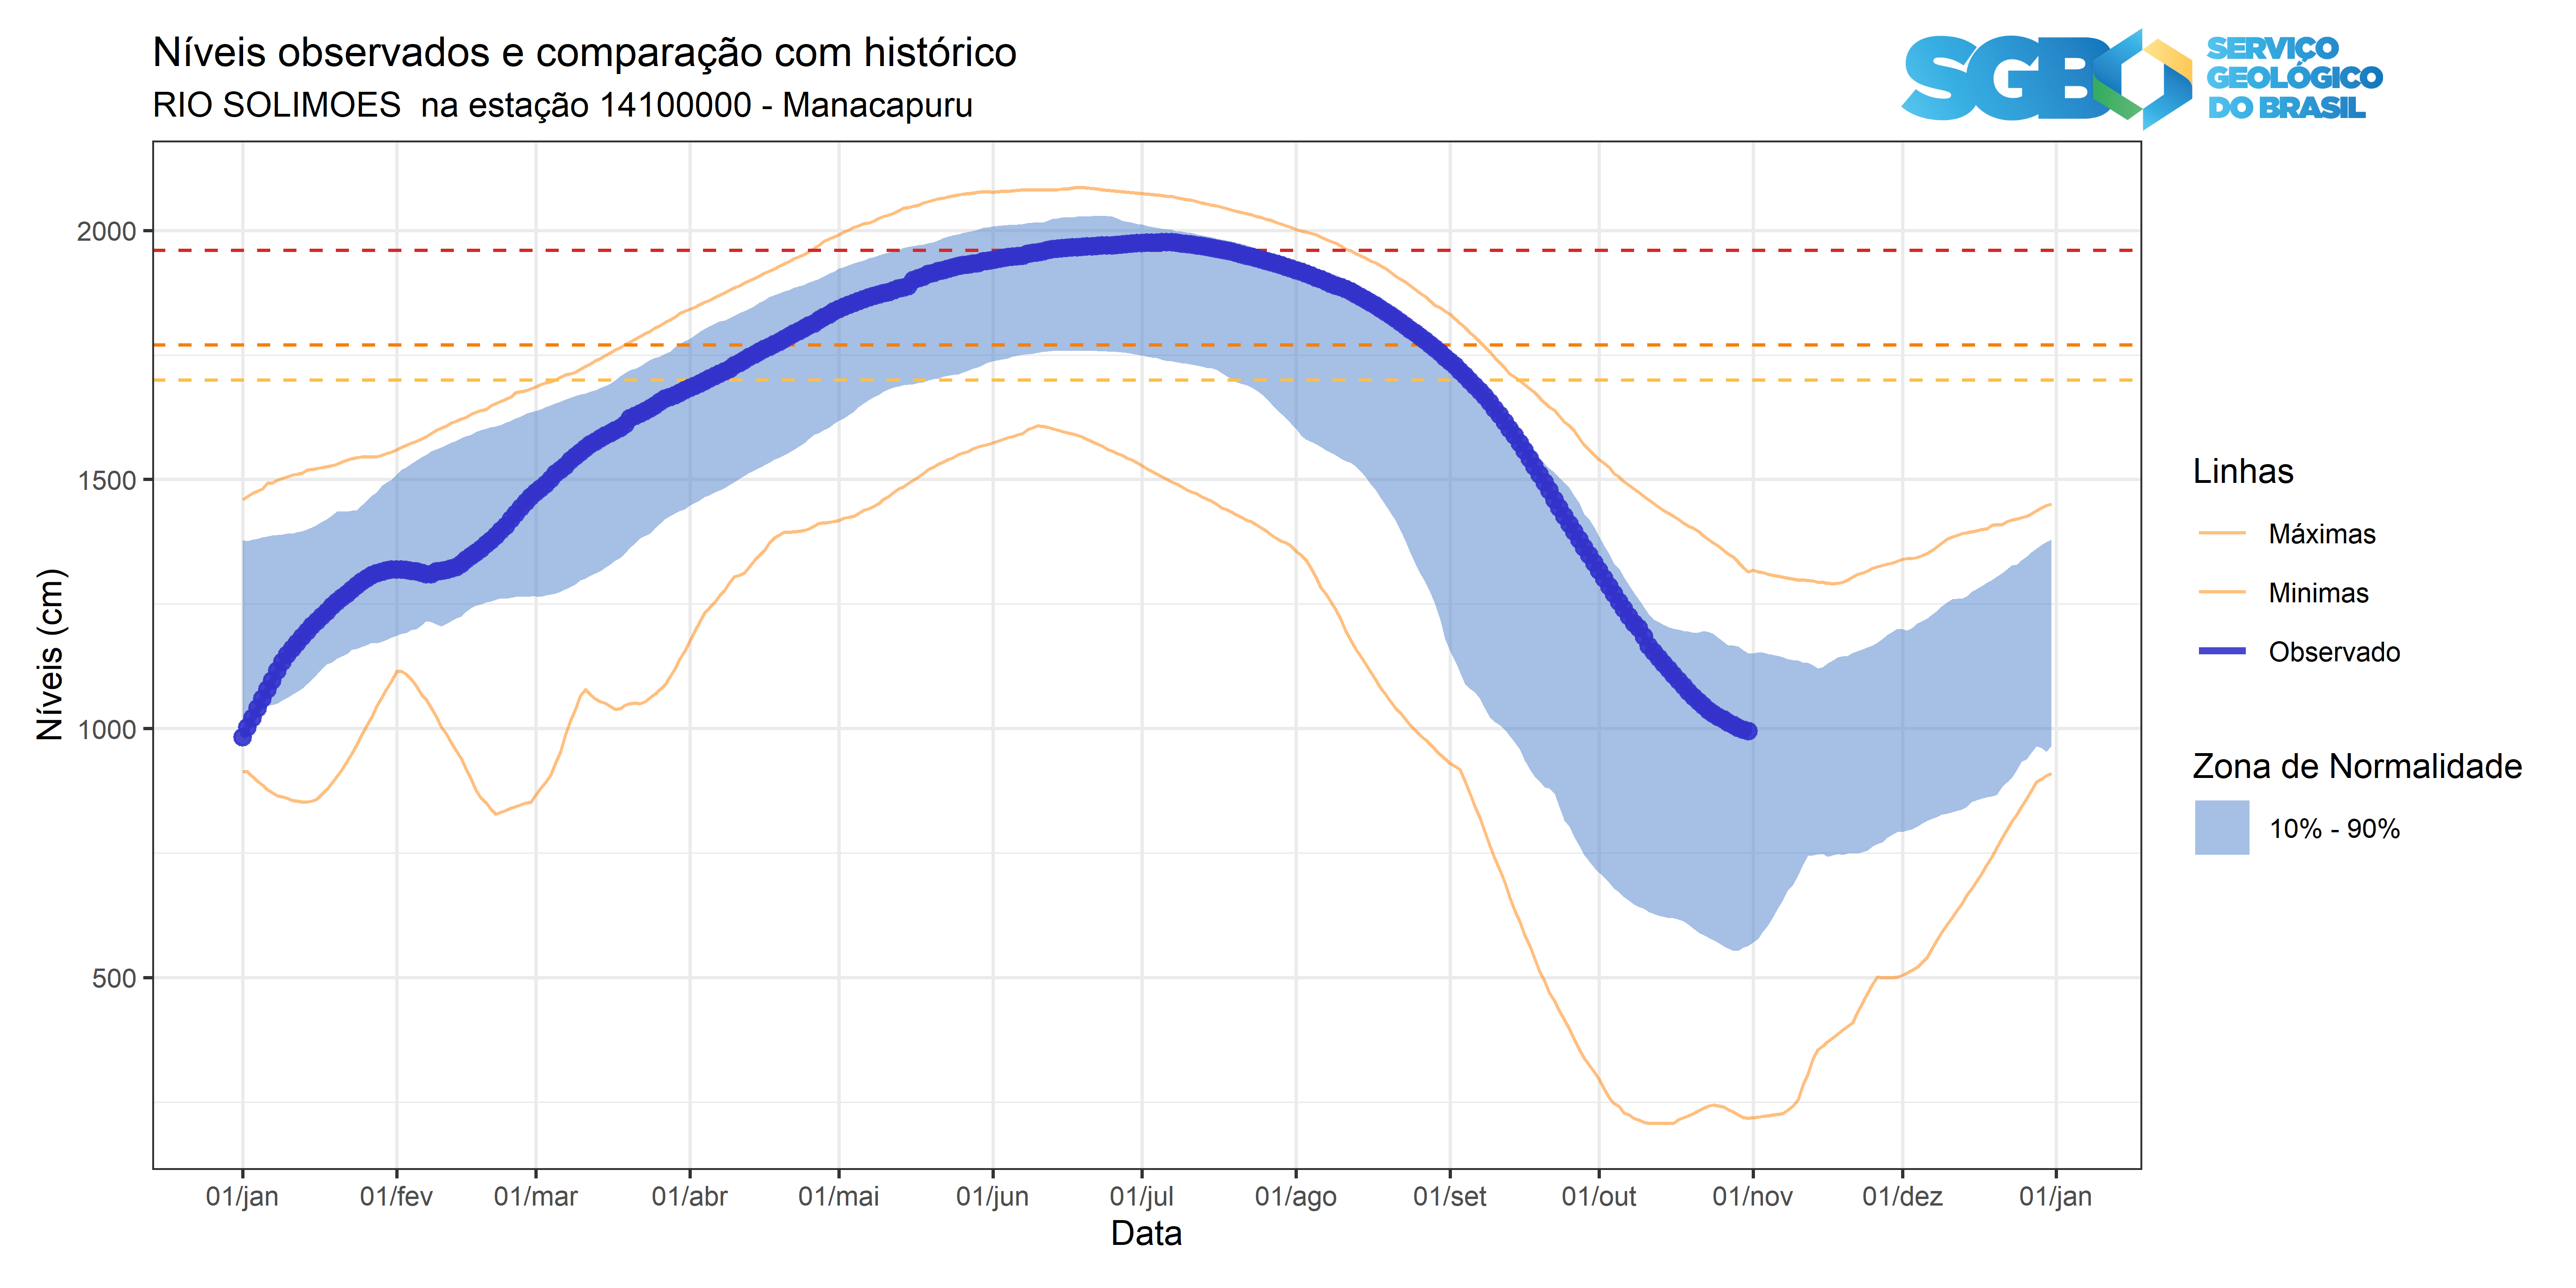 Níveis observados e comparação com histórico
RIO SOLIMOES  na estação 14100000 - Manacapuru
SGB
SERVIÇO
GEOLÓGICO
DO BRASIL
Níveis (cm)
2000
1500
1000
500
01/jan
01/fev
01/mar
01/abr
01/mai
01/jun
01/jul
01/ago
01/set
01/out
01/nov
01/dez
01/jan
Data
Linhas
Máximas
Minimas
Observado
Zona de Normalidade
10% - 90%